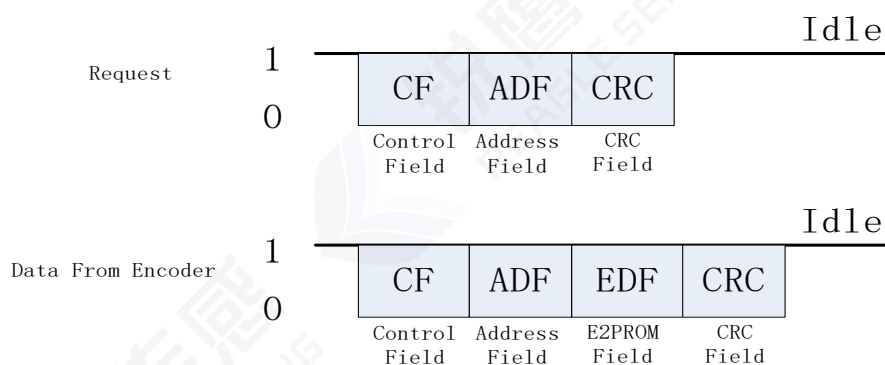 Idle
Request
1
0
CF ADF CRC
Control Address CRC
Field Field Field
Idle
Data From Encoder
1
0
CF ADF EDF CRC
Control Address E2PROM CRC
Field Field Field Field